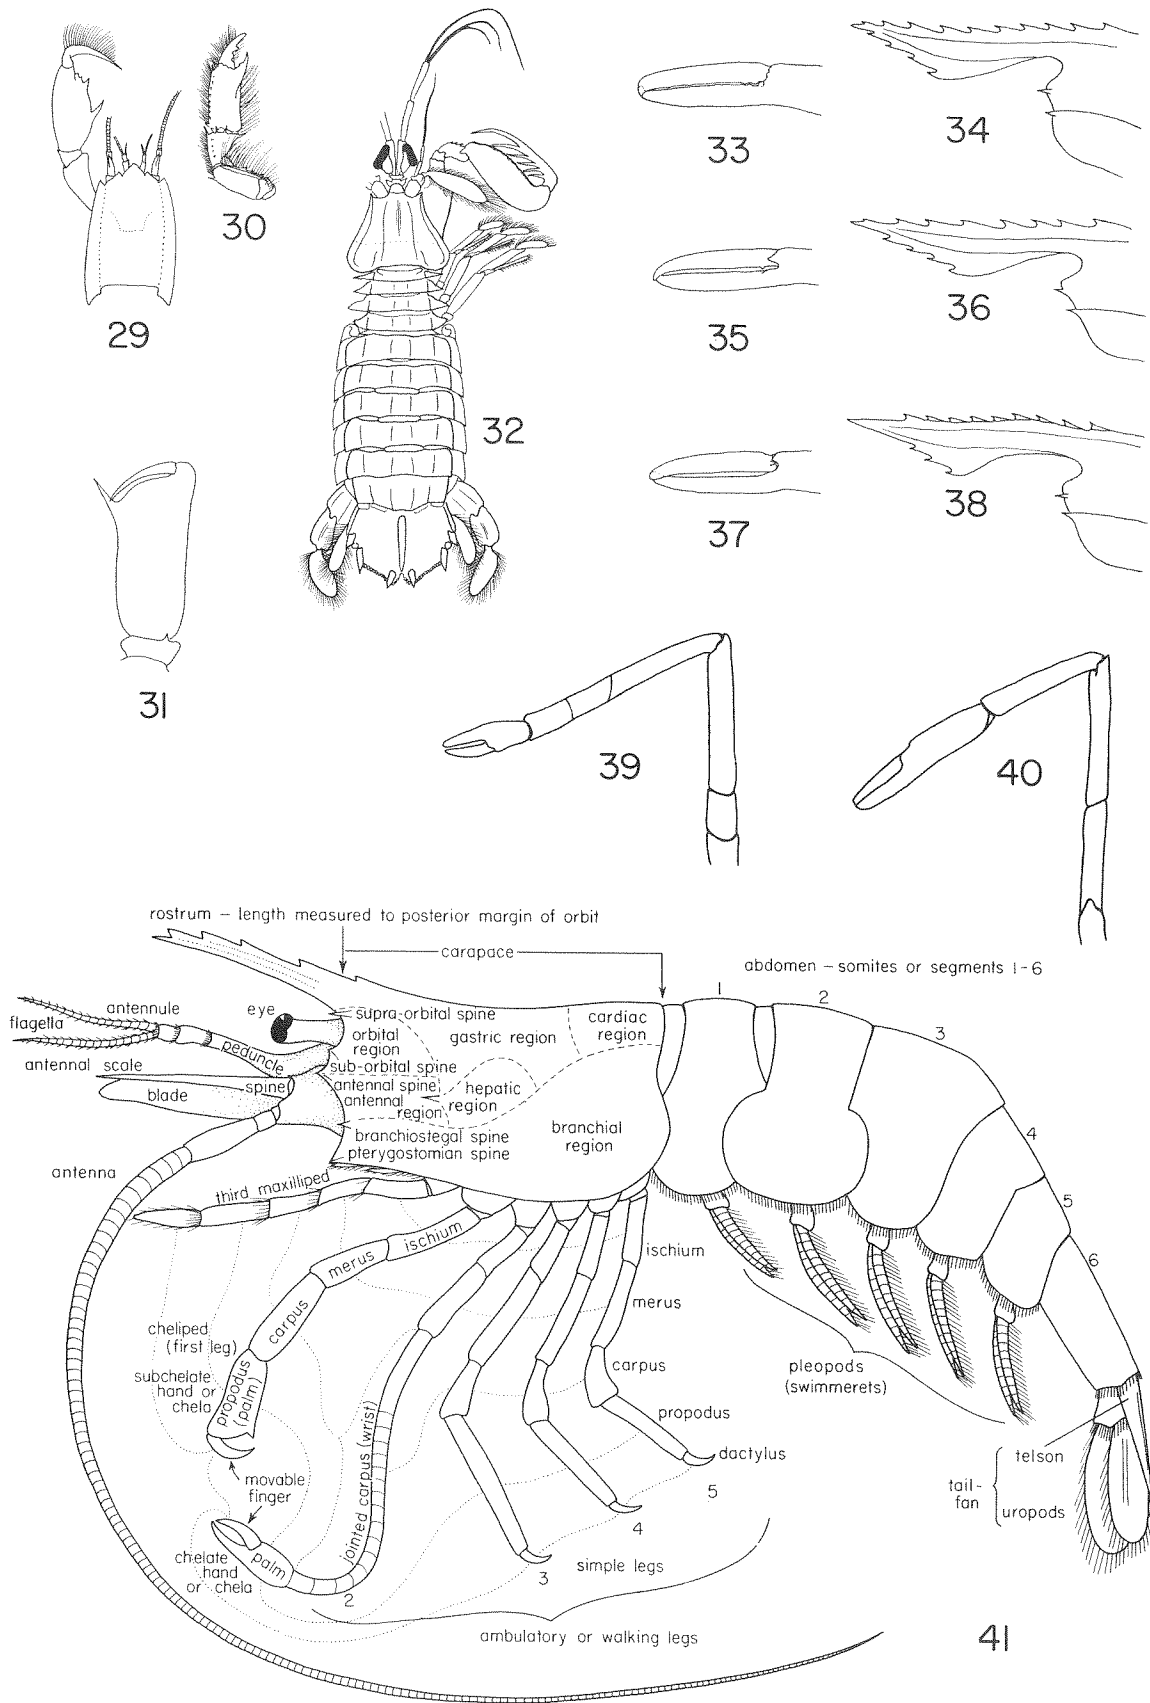 29
30
31
32
33
34
35
36
37
38
39
40
rostrum – length measured to posterior margin of orbit
carapace
abdomen – somites or segments 1-6
1
2
3
4
5
6
antennule
flagella
eye
peduncle
antennal scale
spine
blade
supra-orbital spine
orbital
region
gastric region
cardiac
region
sub-orbital spine
antennal spine
antennal
region
hepatic
region
branchiostegal spine
pterygostomian spine
branchial
region
antenna
third maxilliped
ischium
merus
carpus
cheliped
(first leg)
subchelate
hand or
chela
propodus
(palm)
movable
finger
chelate
hand
or chela
palm
jointed carpus (wrist)
2
ischium
merus
carpus
propodus
dactylus
5
4
3
simple legs
ambulatory or walking legs
pleopods
(swimmerets)
telson
tail-
fan
uropods
41